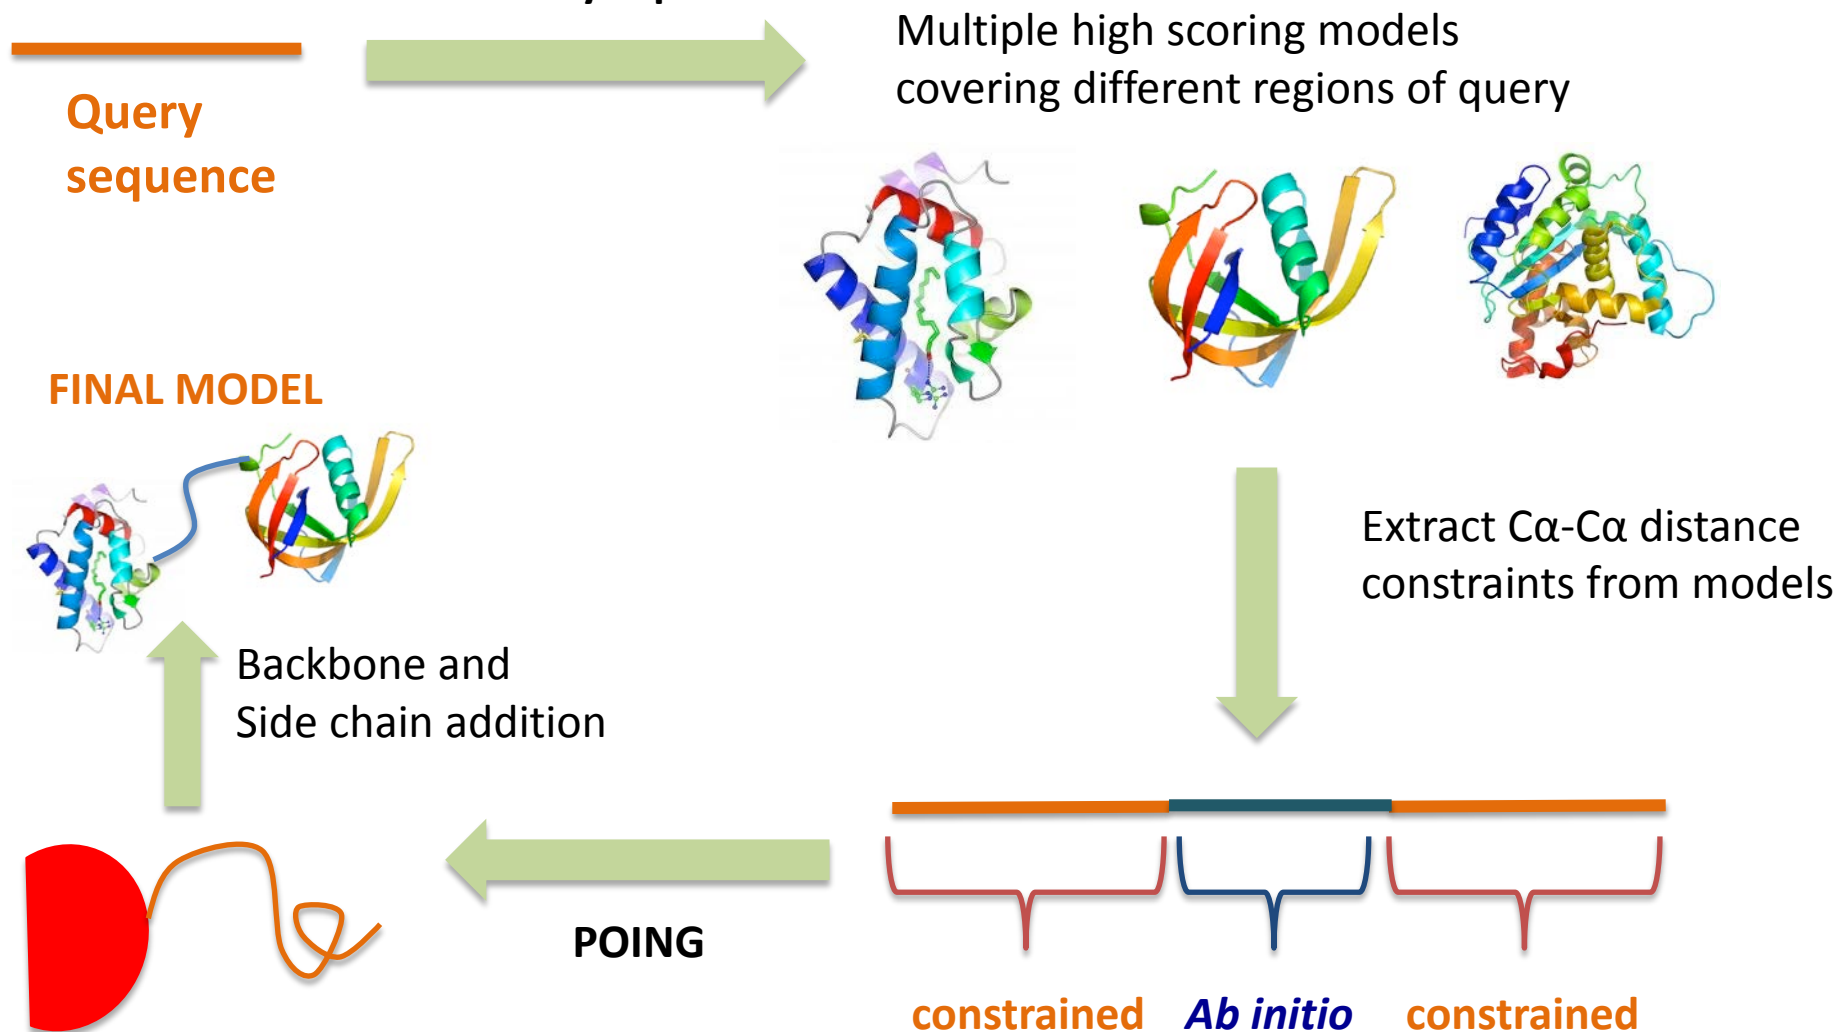 Multiple high scoring models
covering different regions of query
Query
sequence
FINAL MODEL
Extract Cα-Cα distance
constraints from models
Backbone and
Side chain addition
POING
constrained Ab initio constrained